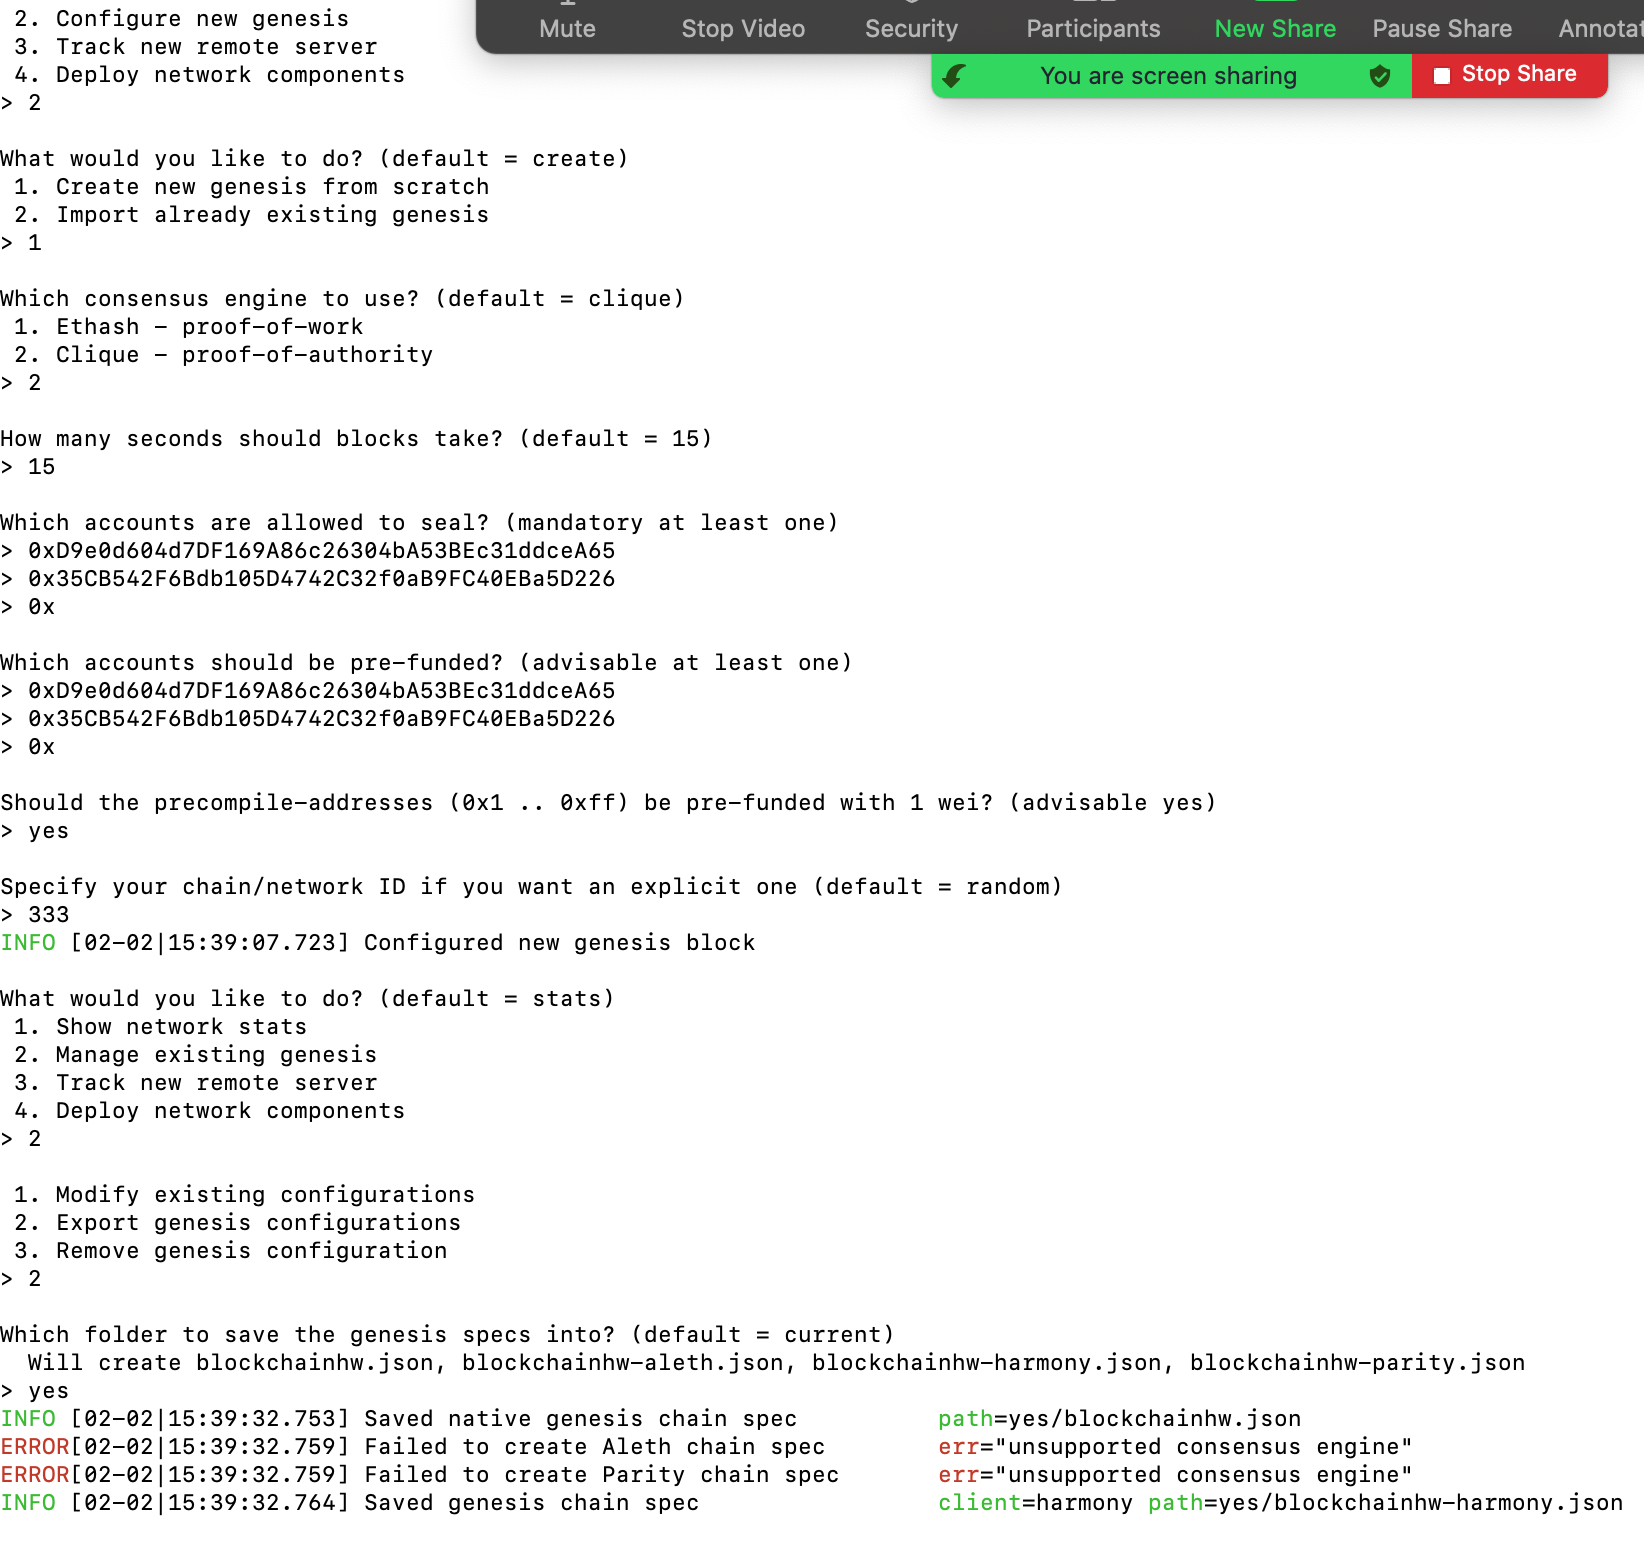 2. Configure new genesis
3. Track new remote server
4. Deploy network components
> 2
Mute Stop Video Security Participants New Share Pause Share
You are screen sharing Stop Share
What would you like to do? (default = create)
1. Create new genesis from scratch
2. Import already existing genesis
> 1
Which consensus engine to use? (default = clique)
1. Ethash - proof-of-work
2. Clique - proof-of-authority
> 2
How many seconds should blocks take? (default = 15)
> 15
Which accounts are allowed to seal? (mandatory at least one)
> 0xD9e0d604d7DF169A86c26304bA53BEc31ddceA65
> 0x35CB542F6Bdb105D4742C32f0aB9FC40EBa5D226
> 0x
Which accounts should be pre-funded? (advisable at least one)
> 0xD9e0d604d7DF169A86c26304bA53BEc31ddceA65
> 0x35CB542F6Bdb105D4742C32f0aB9FC40EBa5D226
> 0x
Should the precompile-addresses (0x1 .. 0xff) be pre-funded with 1 wei? (advisable yes)
> yes
Specify your chain/network ID if you want an explicit one (default = random)
> 333
INFO [02-02|15:39:07.723] Configured new genesis block
What would you like to do? (default = stats)
1. Show network stats
2. Manage existing genesis
3. Track new remote server
4. Deploy network components
> 2
1. Modify existing configurations
2. Export genesis configurations
3. Remove genesis configuration
> 2
Which folder to save the genesis specs into? (default = current)
Will create blockchainhw.json, blockchainhw-aleth.json, blockchainhw-harmony.json, blockchainhw-parity.json
> yes
INFO [02-02|15:39:32.753] Saved native genesis chain spec path=yes/blockchainhw.json
ERROR[02-02|15:39:32.759] Failed to create Aleth chain spec err="unsupported consensus engine"
ERROR[02-02|15:39:32.759] Failed to create Parity chain spec err="unsupported consensus engine"
INFO [02-02|15:39:32.764] Saved genesis chain spec client=harmony path=yes/blockchainhw-harmony.json